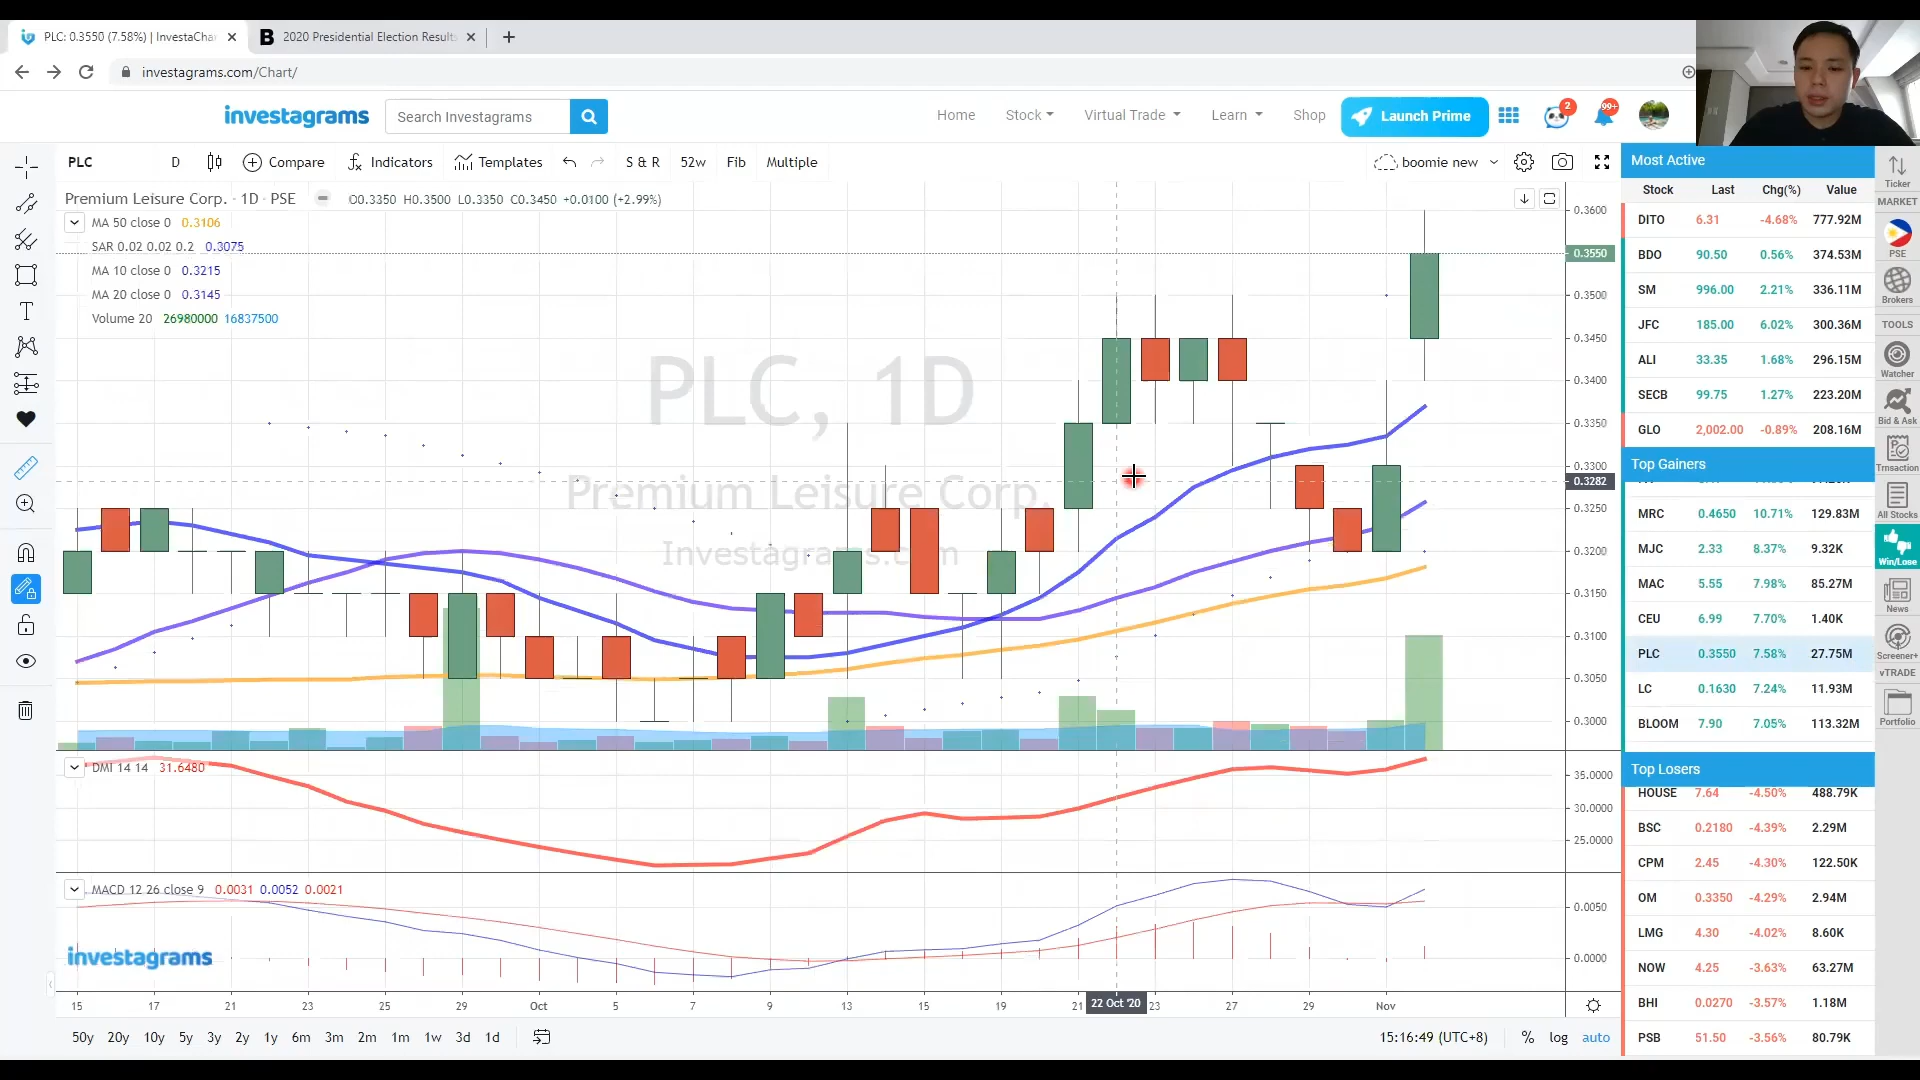 PLC: 0.3550 (7.58%) | InvestaChar
2020 Presidential Election Results
investagrams.com/Chart/
investagrams
Search Investagrams
Home
Stock
Virtual Trade
Learn
Shop
Launch Prime
2
99+
PLC
D
Compare
Indicators
Templates
S & R
52w
Fib
Multiple
boomie new
Premium Leisure Corp. · 1D · PSE
O0.3350 H0.3500 L0.3350 C0.3450 +0.0100 (+2.99%)
MA 50 close 0 0.3106
SAR 0.02 0.02 0.2 0.3075
MA 10 close 0 0.3215
MA 20 close 0 0.3145
Volume 20 26980000 16837500
PLC, 1D
Premium Leisure Corp.
Investagrams.com
0.3600
0.3550
0.3500
0.3450
0.3400
0.3350
0.3300
0.3282
0.3250
0.3200
0.3150
0.3100
0.3050
0.3000
DMI 14 14 31.6480
35.0000
30.0000
25.0000
MACD 12 26 close 9 0.0031 0.0052 0.0021
0.0050
0.0000
investagrams
15 17 21 23 25 29 Oct 5 7 9 13 15 19 21 22 Oct '20 23 27 29 Nov
50y 20y 10y 5y 3y 2y 1y 6m 3m 2m 1m 1w 3d 1d
15:16:49 (UTC+8)
% log auto
Most Active
Stock Last Chg(%) Value
DITO 6.31 -4.68% 777.92M
BDO 90.50 0.56% 374.53M
SM 996.00 2.21% 336.11M
JFC 185.00 6.02% 300.36M
ALI 33.35 1.68% 296.15M
SECB 99.75 1.27% 223.20M
GLO 2,002.00 -0.89% 208.16M
Top Gainers
MRC 0.4650 10.71% 129.83M
MJC 2.33 8.37% 9.32K
MAC 5.55 7.98% 85.27M
CEU 6.99 7.70% 1.40K
PLC 0.3550 7.58% 27.75M
LC 0.1630 7.24% 11.93M
BLOOM 7.90 7.05% 113.32M
Top Losers
HOUSE 7.64 -4.50% 488.79K
BSC 0.2180 -4.39% 2.29M
CPM 2.45 -4.30% 122.50K
OM 0.3350 -4.29% 2.94M
LMG 4.30 -4.02% 8.60K
NOW 4.25 -3.63% 63.27M
BHI 0.0270 -3.57% 1.18M
PSB 51.50 -3.56% 80.79K
Ticker
MARKET
PSE
Brokers
TOOLS
Watcher
Bid & Ask
Trnsaction
All Stocks
Win/Lose
News
Screener+
vTRADE
Portfolio